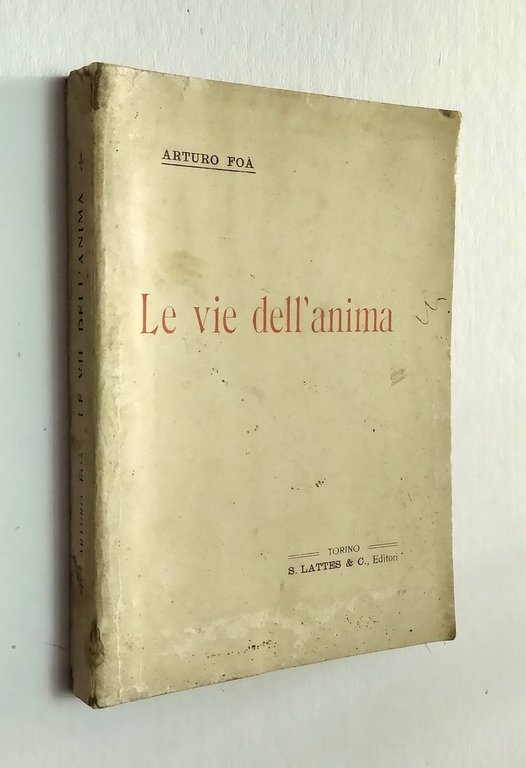 ARTURO FOÀ
Le vie dell'anima
TORINO
S. LATTES & C., Editori
ARTURO FOÀ LE VIE DELL'ANIMA